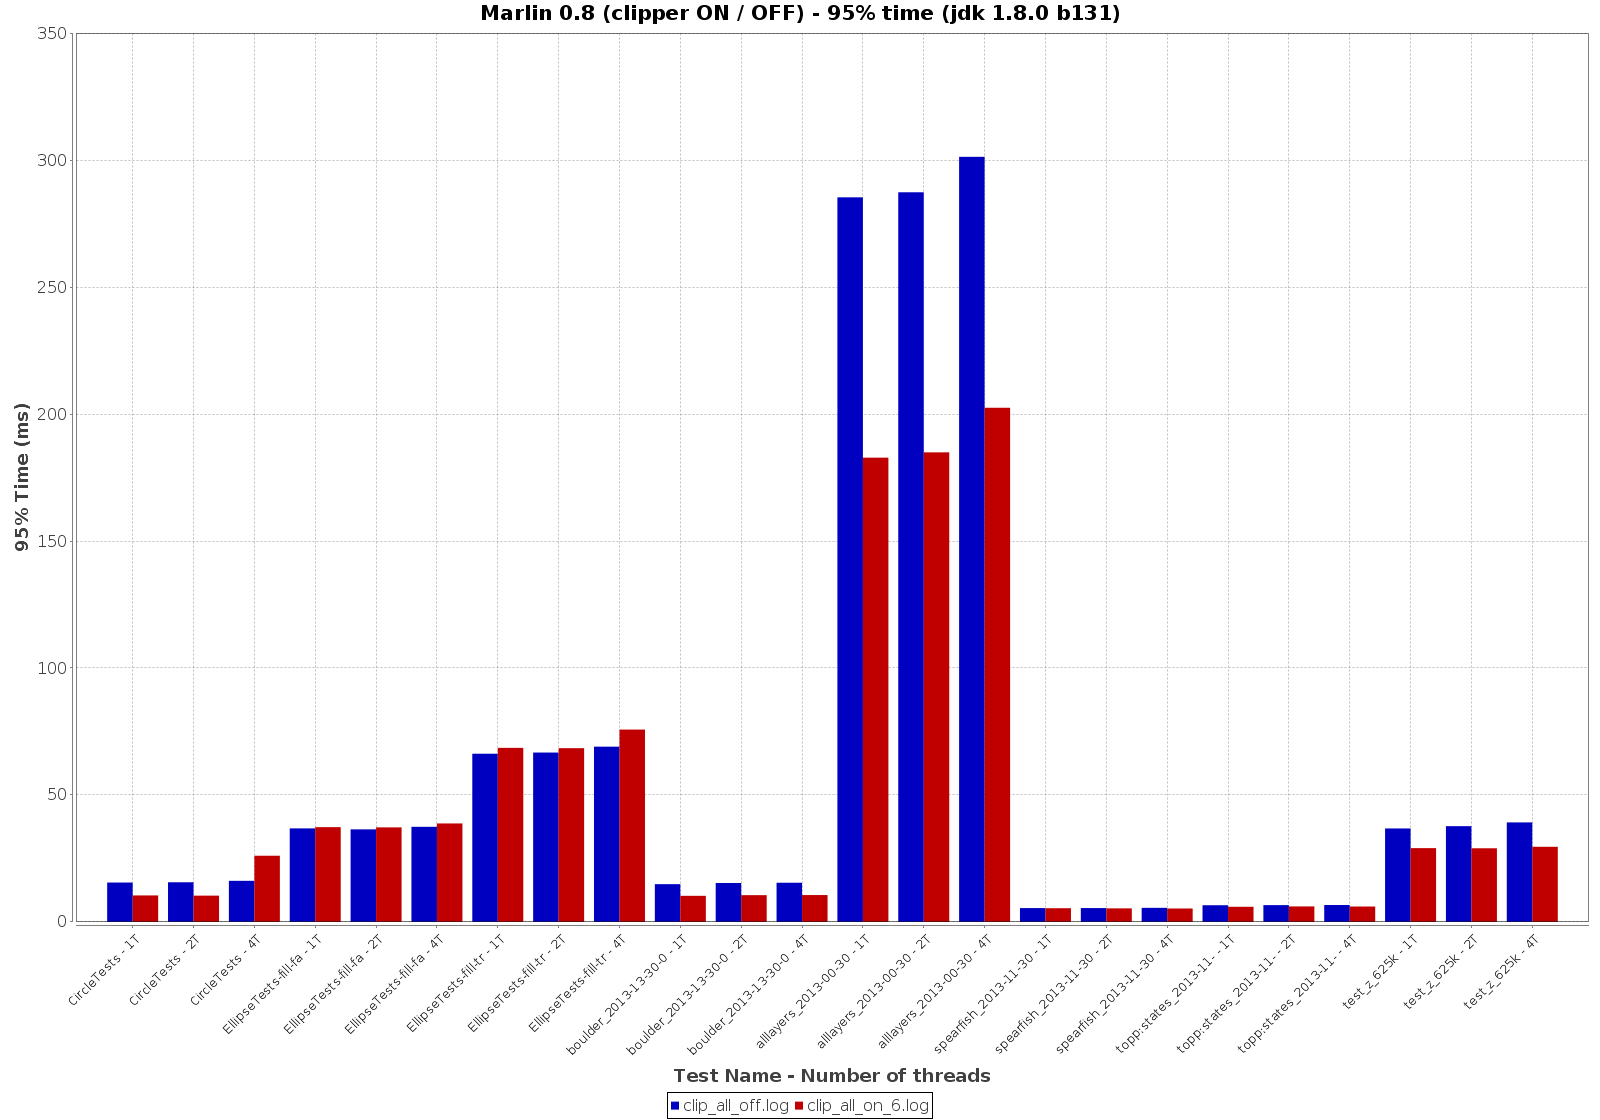 Marlin 0.8 (clipper ON / OFF) - 95% time (jdk 1.8.0 b131)
95% Time (ms)
350
300
250
200
150
100
50
0
CircleTests - 1T
CircleTests - 2T
CircleTests - 4T
EllipseTests-fill-fa - 1T
EllipseTests-fill-fa - 2T
EllipseTests-fill-fa - 4T
EllipseTests-fill-tr - 1T
EllipseTests-fill-tr - 2T
EllipseTests-fill-tr - 4T
boulder_2013-13-30-0 - 1T
boulder_2013-13-30-0 - 2T
boulder_2013-13-30-0 - 4T
alllayers_2013-00-30 - 1T
alllayers_2013-00-30 - 2T
alllayers_2013-00-30 - 4T
spearfish_2013-11-30 - 1T
spearfish_2013-11-30 - 2T
spearfish_2013-11-30 - 4T
topp:states_2013-11- - 1T
topp:states_2013-11- - 2T
topp:states_2013-11- - 4T
test_z_625k - 1T
test_z_625k - 2T
test_z_625k - 4T
Test Name - Number of threads
clip_all_off.log clip_all_on_6.log